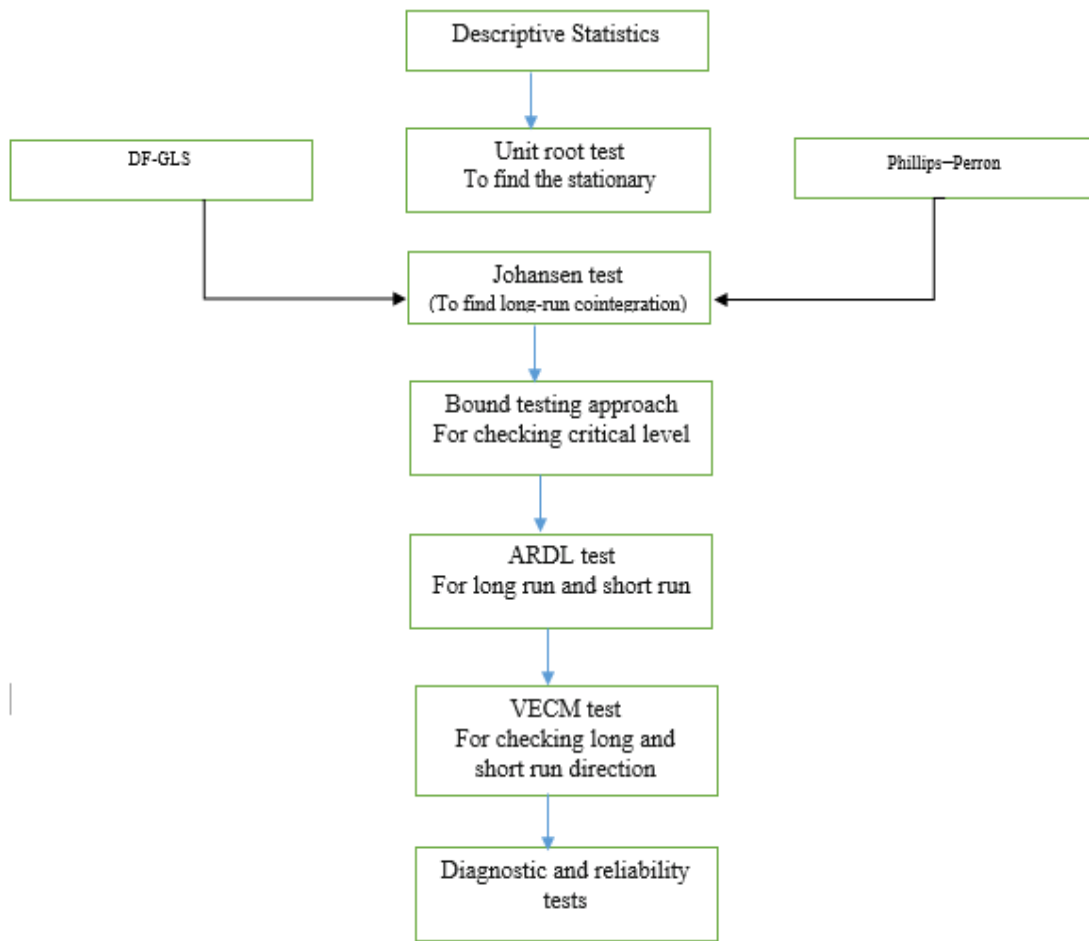 Descriptive Statistics
DF-GLS
Unit root test
To find the stationary
Phillips–Perron
Johansen test
(To find long-run cointegration)
Bound testing approach
For checking critical level
ARDL test
For long run and short run
VECM test
For checking long and
short run direction
Diagnostic and reliability
tests